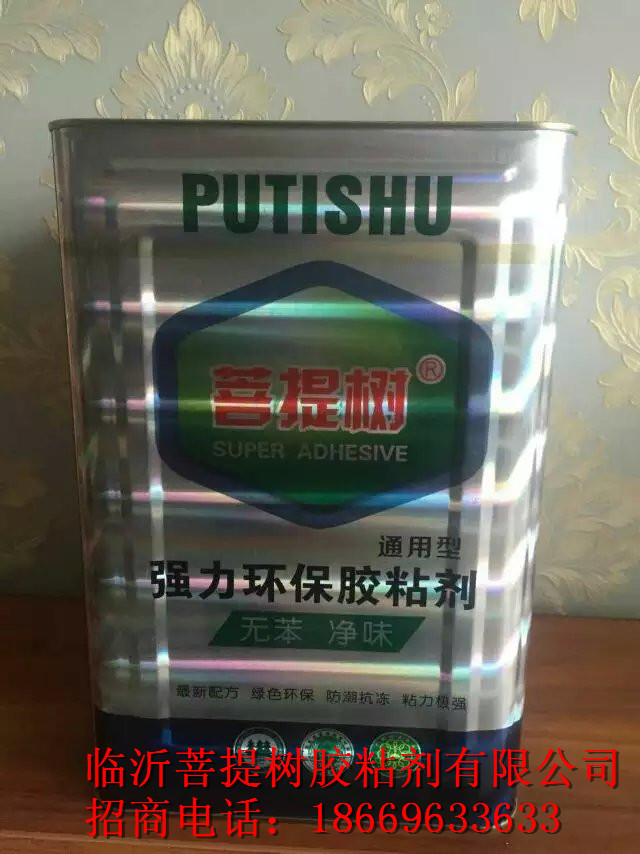 PUTISHU
菩提树®
SUPER ADHESIVE
通用型
强力环保胶粘剂
无苯 净味
最新配方 绿色环保 防潮抗冻 粘力极强
临沂菩提树胶粘剂有限公司
招商电话：18669633633